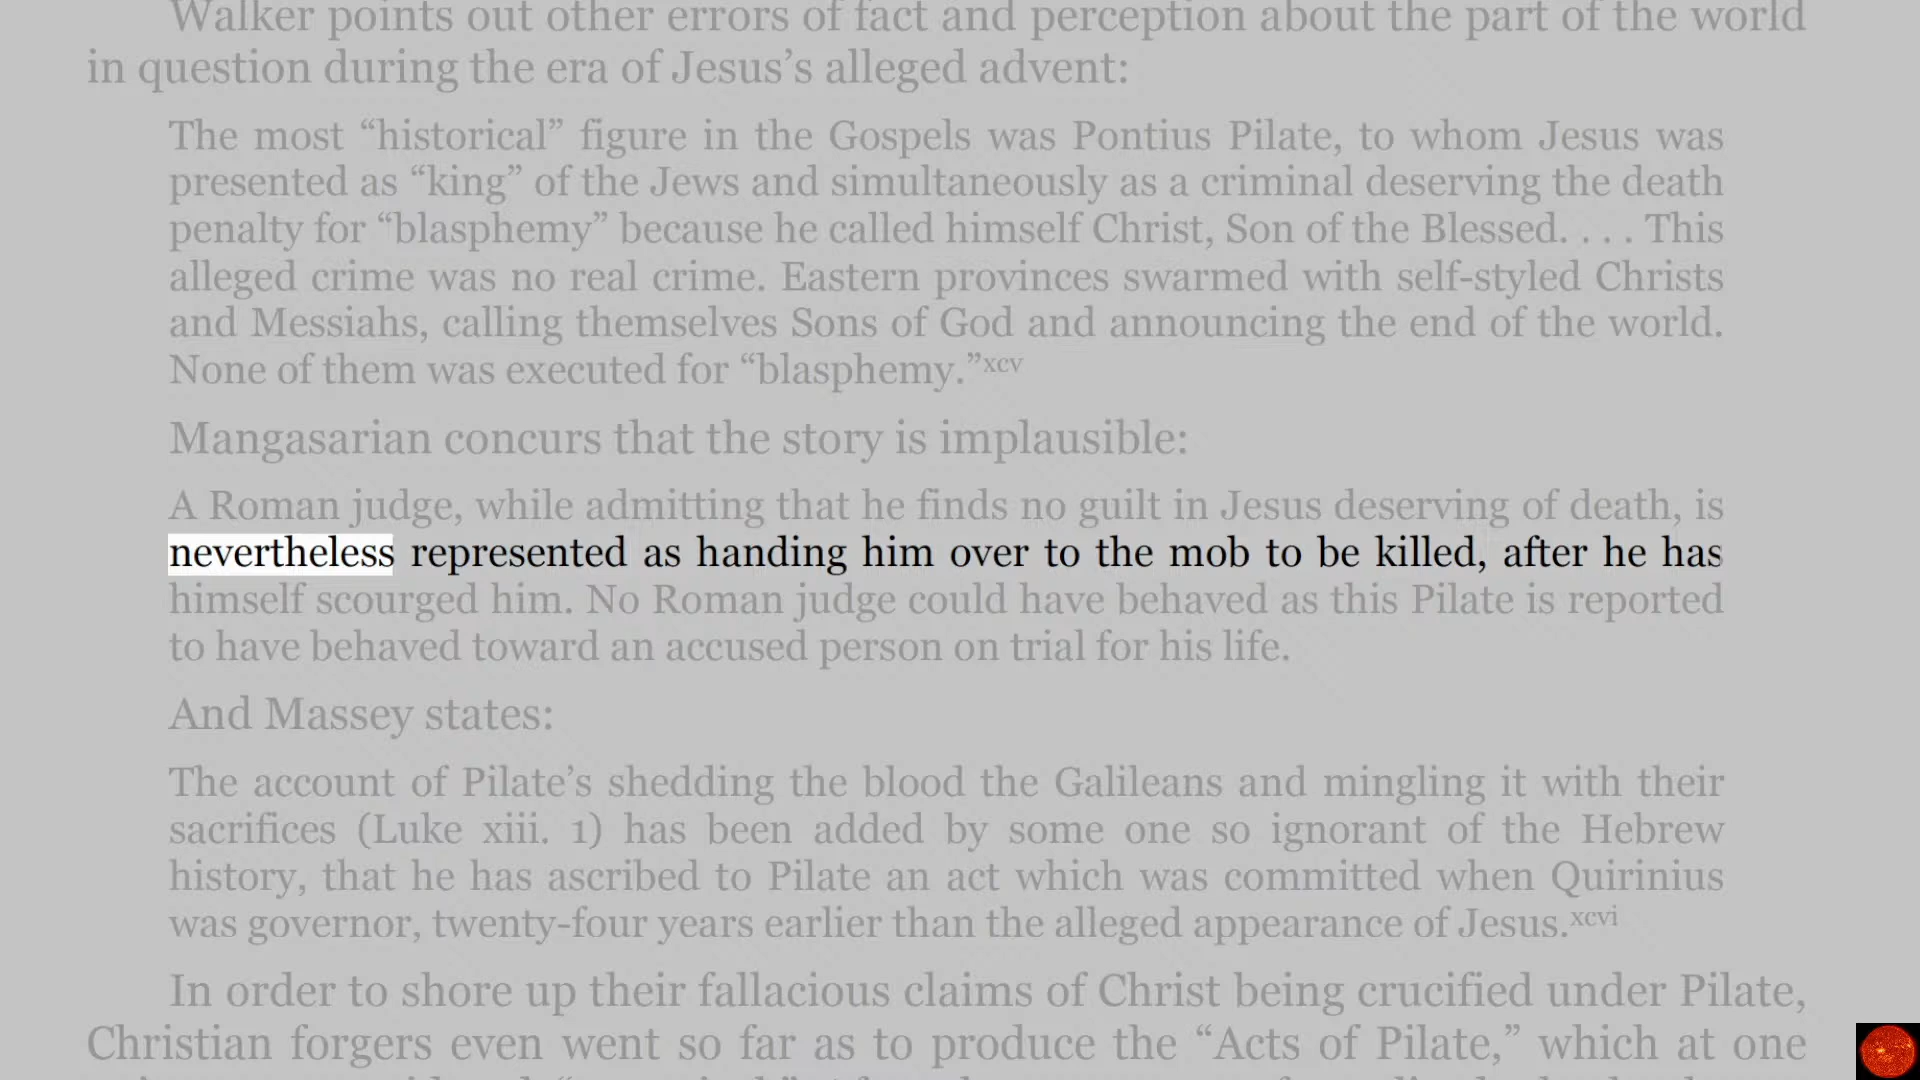 Walker points out other errors of fact and perception about the part of the world
in question during the era of Jesus’s alleged advent:
The most “historical” figure in the Gospels was Pontius Pilate, to whom Jesus was
presented as “king” of the Jews and simultaneously as a criminal deserving the death
penalty for “blasphemy” because he called himself Christ, Son of the Blessed. . . . This
alleged crime was no real crime. Eastern provinces swarmed with self-styled Christs
and Messiahs, calling themselves Sons of God and announcing the end of the world.
None of them was executed for “blasphemy.”xcv
Mangasarian concurs that the story is implausible:
A Roman judge, while admitting that he finds no guilt in Jesus deserving of death, is
nevertheless represented as handing him over to the mob to be killed, after he has
himself scourged him. No Roman judge could have behaved as this Pilate is reported
to have behaved toward an accused person on trial for his life.
And Massey states:
The account of Pilate’s shedding the blood the Galileans and mingling it with their
sacrifices (Luke xiii. 1) has been added by some one so ignorant of the Hebrew
history, that he has ascribed to Pilate an act which was committed when Quirinius
was governor, twenty-four years earlier than the alleged appearance of Jesus.xcvi
In order to shore up their fallacious claims of Christ being crucified under Pilate,
Christian forgers even went so far as to produce the “Acts of Pilate,” which at one